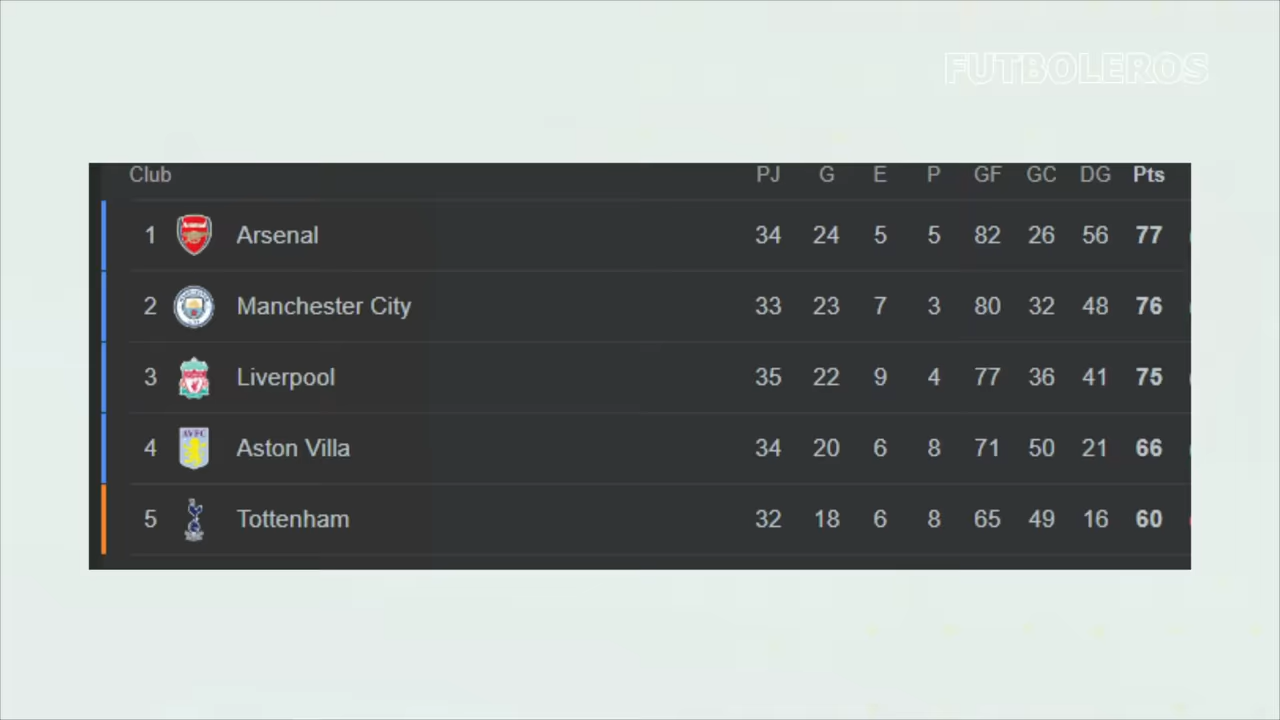 FUTBOLEROS
Club PJ G E P GF GC DG Pts
1 Arsenal 34 24 5 5 82 26 56 77
2 Manchester City 33 23 7 3 80 32 48 76
3 Liverpool 35 22 9 4 77 36 41 75
4 Aston Villa 34 20 6 8 71 50 21 66
5 Tottenham 32 18 6 8 65 49 16 60